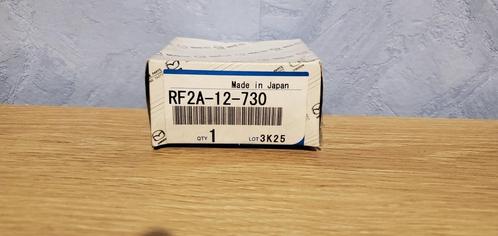 Made in Japan
RF2A-12-730
QTY 1 LOT 3K25